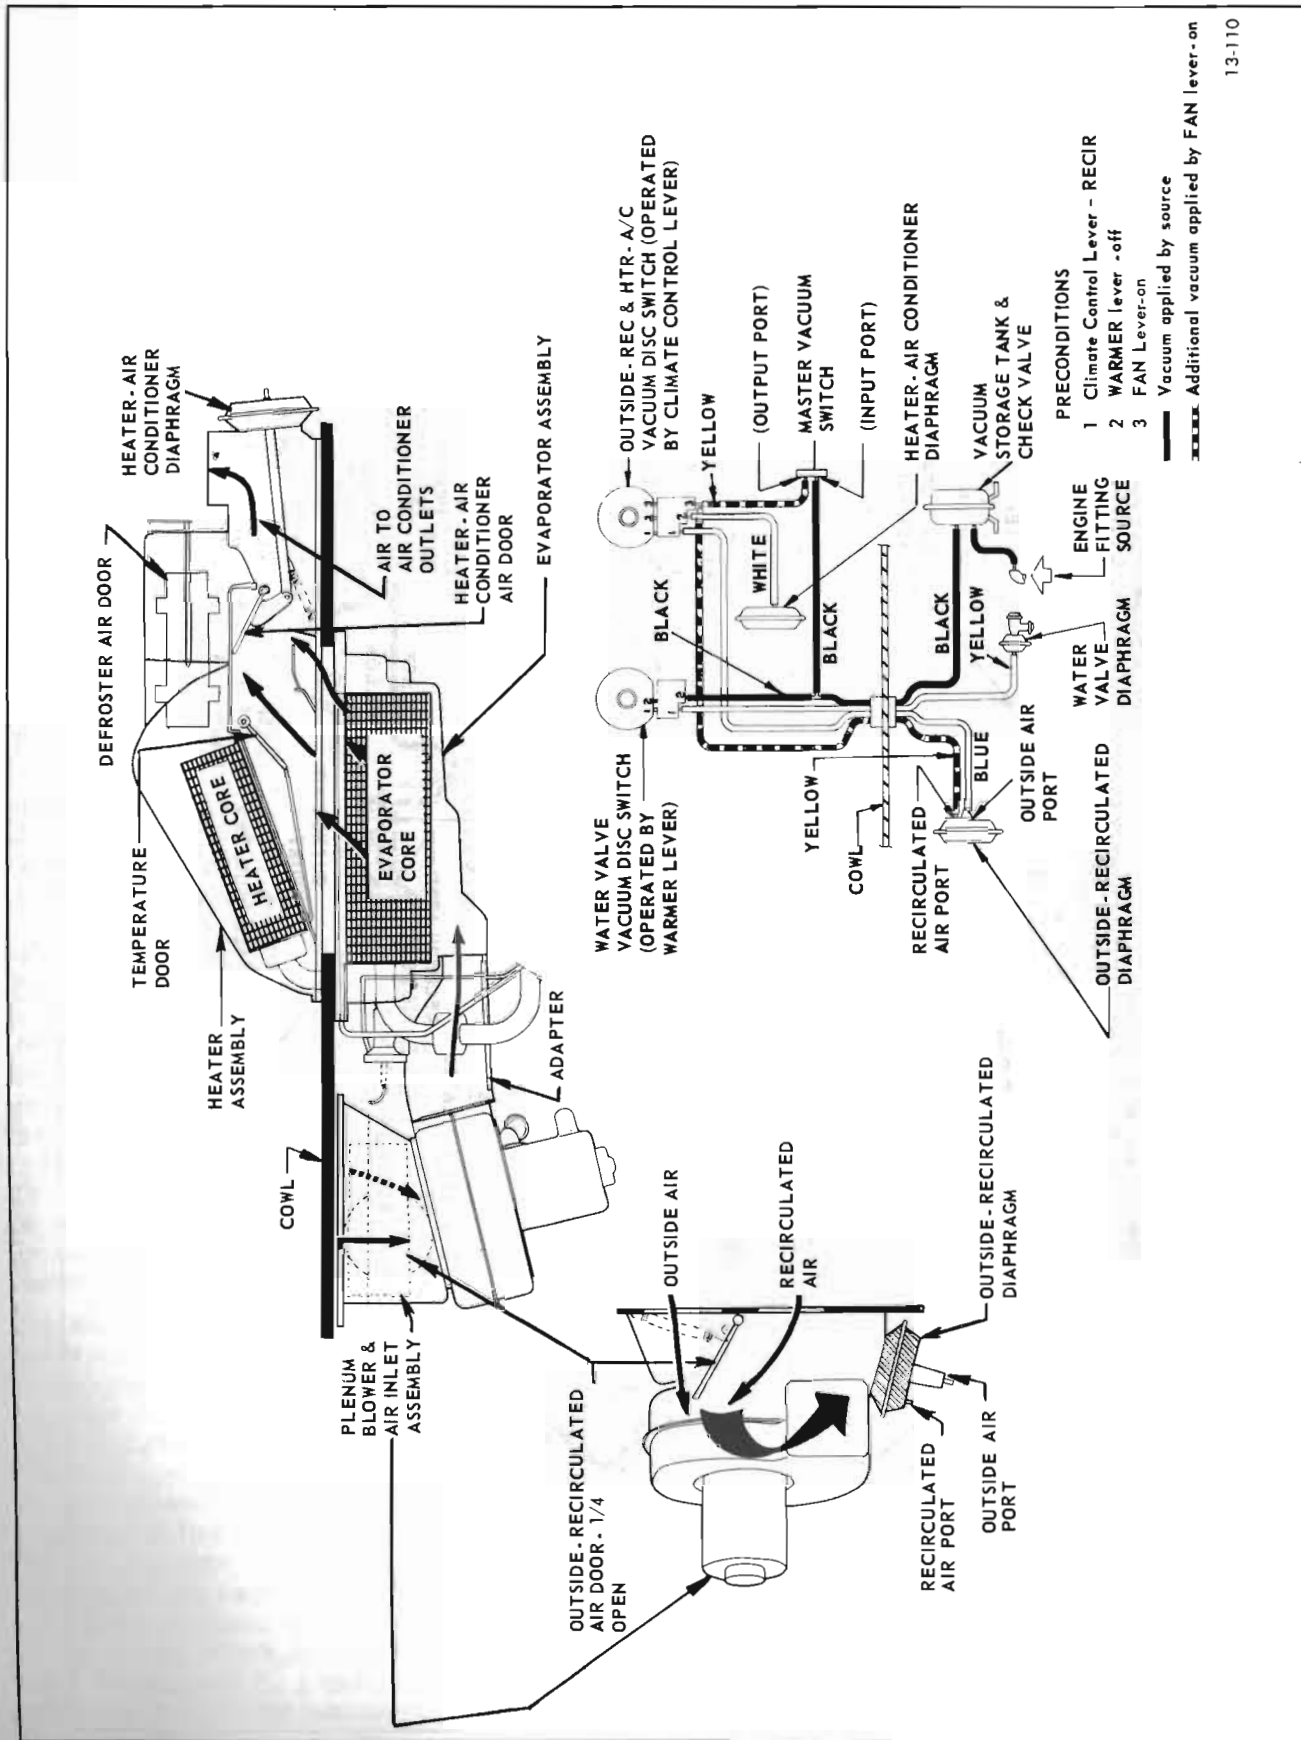 HEATER
ASSEMBLY
TEMPERATURE
DOOR
DEFROSTER AIR DOOR
HEATER-AIR
CONDITIONER
DIAPHRAGM
HEATER CORE
COWL
EVAPORATOR
CORE
AIR TO
AIR CONDITIONER
OUTLETS
HEATER-AIR
CONDITIONER
AIR DOOR
EVAPORATOR ASSEMBLY
ADAPTER
PLENUM
BLOWER &
AIR INLET
ASSEMBLY
OUTSIDE-RECIRCULATED
AIR DOOR-1/4
OPEN
OUTSIDE AIR
RECIRCULATED
AIR
RECIRCULATED
AIR PORT
OUTSIDE AIR
PORT
OUTSIDE-RECIRCULATED
DIAPHRAGM
WATER VALVE
VACUUM DISC SWITCH
(OPERATED BY
WARMER LEVER)
BLACK
OUTSIDE-REC & HTR-A/C
VACUUM DISC SWITCH (OPERATED
BY CLIMATE CONTROL LEVER)
YELLOW
WHITE
(OUTPUT PORT)
MASTER VACUUM
SWITCH
(INPUT PORT)
BLACK
HEATER-AIR CONDITIONER
DIAPHRAGM
YELLOW
COWL
RECIRCULATED
AIR PORT
BLUE
BLACK
YELLOW
VACUUM
STORAGE TANK &
CHECK VALVE
OUTSIDE AIR
PORT
WATER
VALVE
DIAPHRAGM
ENGINE
FITTING
SOURCE
OUTSIDE-RECIRCULATED
DIAPHRAGM
PRECONDITIONS
1 Climate Control Lever - RECIR
2 WARMER lever -off
3 FAN Lever-on
Vacuum applied by source
Additional vacuum applied by FAN lever-on
13-110